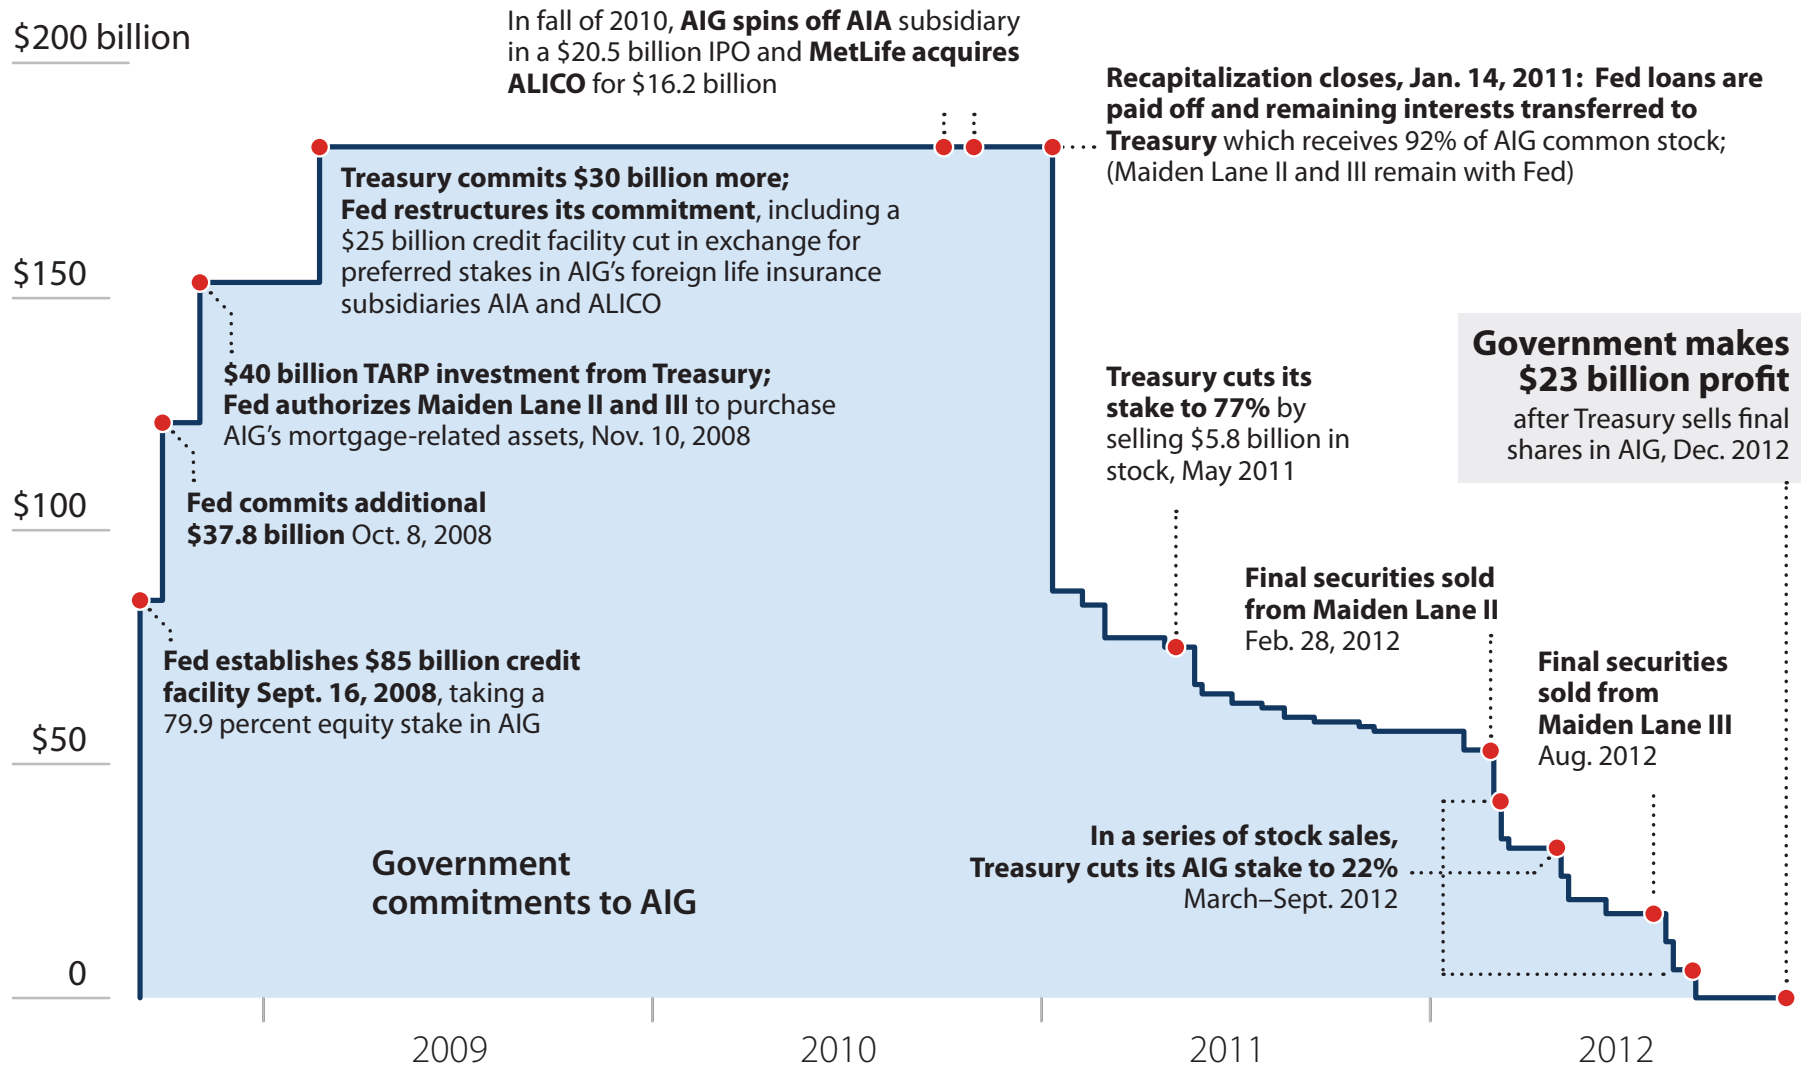 $200 billion
$150
$100
$50
0
In fall of 2010, AIG spins off AIA subsidiary
in a $20.5 billion IPO and MetLife acquires
ALICO for $16.2 billion
Recapitalization closes, Jan. 14, 2011:  Fed loans are
paid off and remaining interests transferred to
Treasury which receives 92% of AIG common stock;
(Maiden Lane II and III remain with Fed)
Treasury commits $30 billion more;
Fed restructures its commitment, including a
$25 billion credit facility cut in exchange for
preferred stakes in AIG’s foreign life insurance
subsidiaries AIA and ALICO
$40 billion TARP investment from Treasury;
Fed authorizes Maiden Lane II and III to purchase
AIG’s mortgage-related assets, Nov. 10, 2008
Fed commits additional
$37.8 billion Oct. 8, 2008
Fed establishes $85 billion credit
facility Sept. 16, 2008, taking a
79.9 percent equity stake in AIG
Government
commitments to AIG
Treasury cuts its
stake to 77% by
selling $5.8 billion in
stock, May 2011
Government makes
$23 billion profit
after Treasury sells final
shares in AIG, Dec. 2012
Final securities sold
from Maiden Lane II
Feb. 28, 2012
Final securities
sold from
Maiden Lane III
Aug. 2012
In a series of stock sales,
Treasury cuts its AIG stake to 22%
March–Sept. 2012
2009
2010
2011
2012